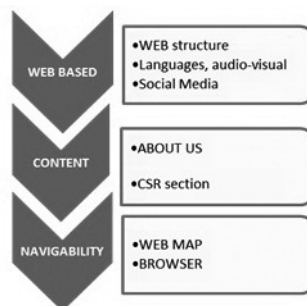 WEB BASED
•WEB structure
•Languages, audio-visual
•Social Media
CONTENT
•ABOUT US
•CSR section
NAVIGABILITY
•WEB MAP
•BROWSER